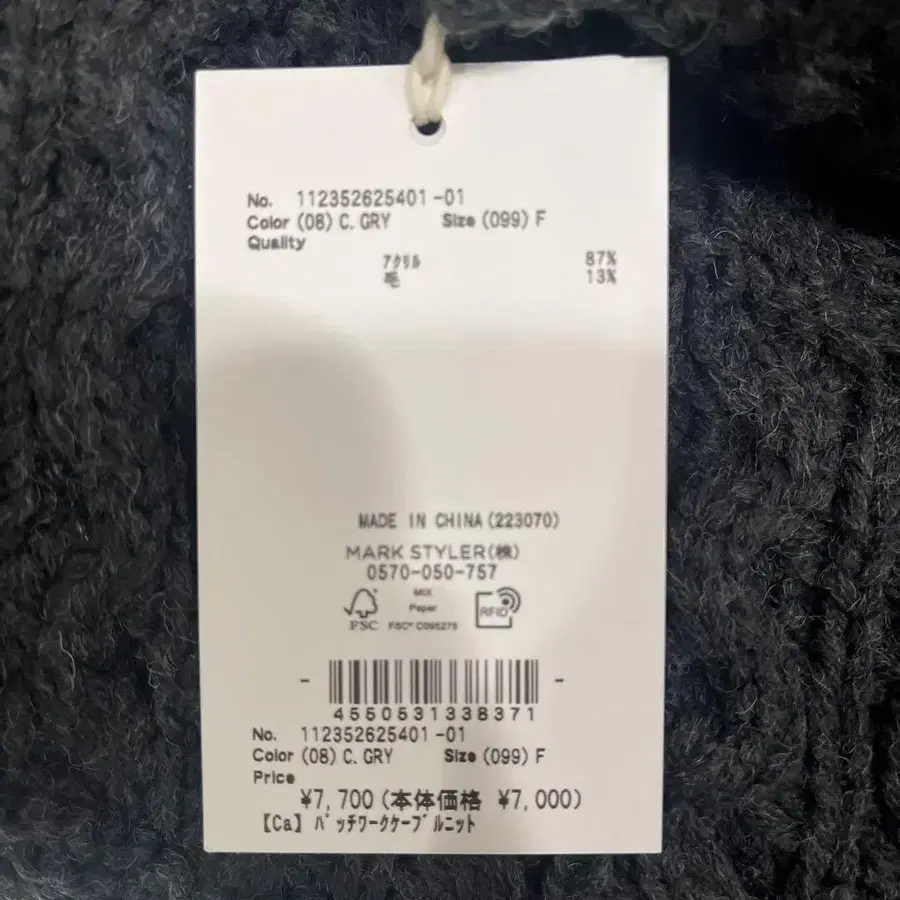 No. 112352625401-01
Color (08) C. GRY Size (099) F
Quality
ｱｸﾘﾙ 87%
毛 13%
MADE IN CHINA(223070)
MARK STYLER(株)
0570-050-757
FSC
MIX
Paper
FSC® C095275
RFID
4550531338371
No. 112352625401-01
Color (08) C. GRY Size (099) F
Price
¥7,700(本体価格 ¥7,000)
【Ca】ﾊﾟｯﾁﾜｰｸｹｰﾌﾞﾙﾆｯﾄ